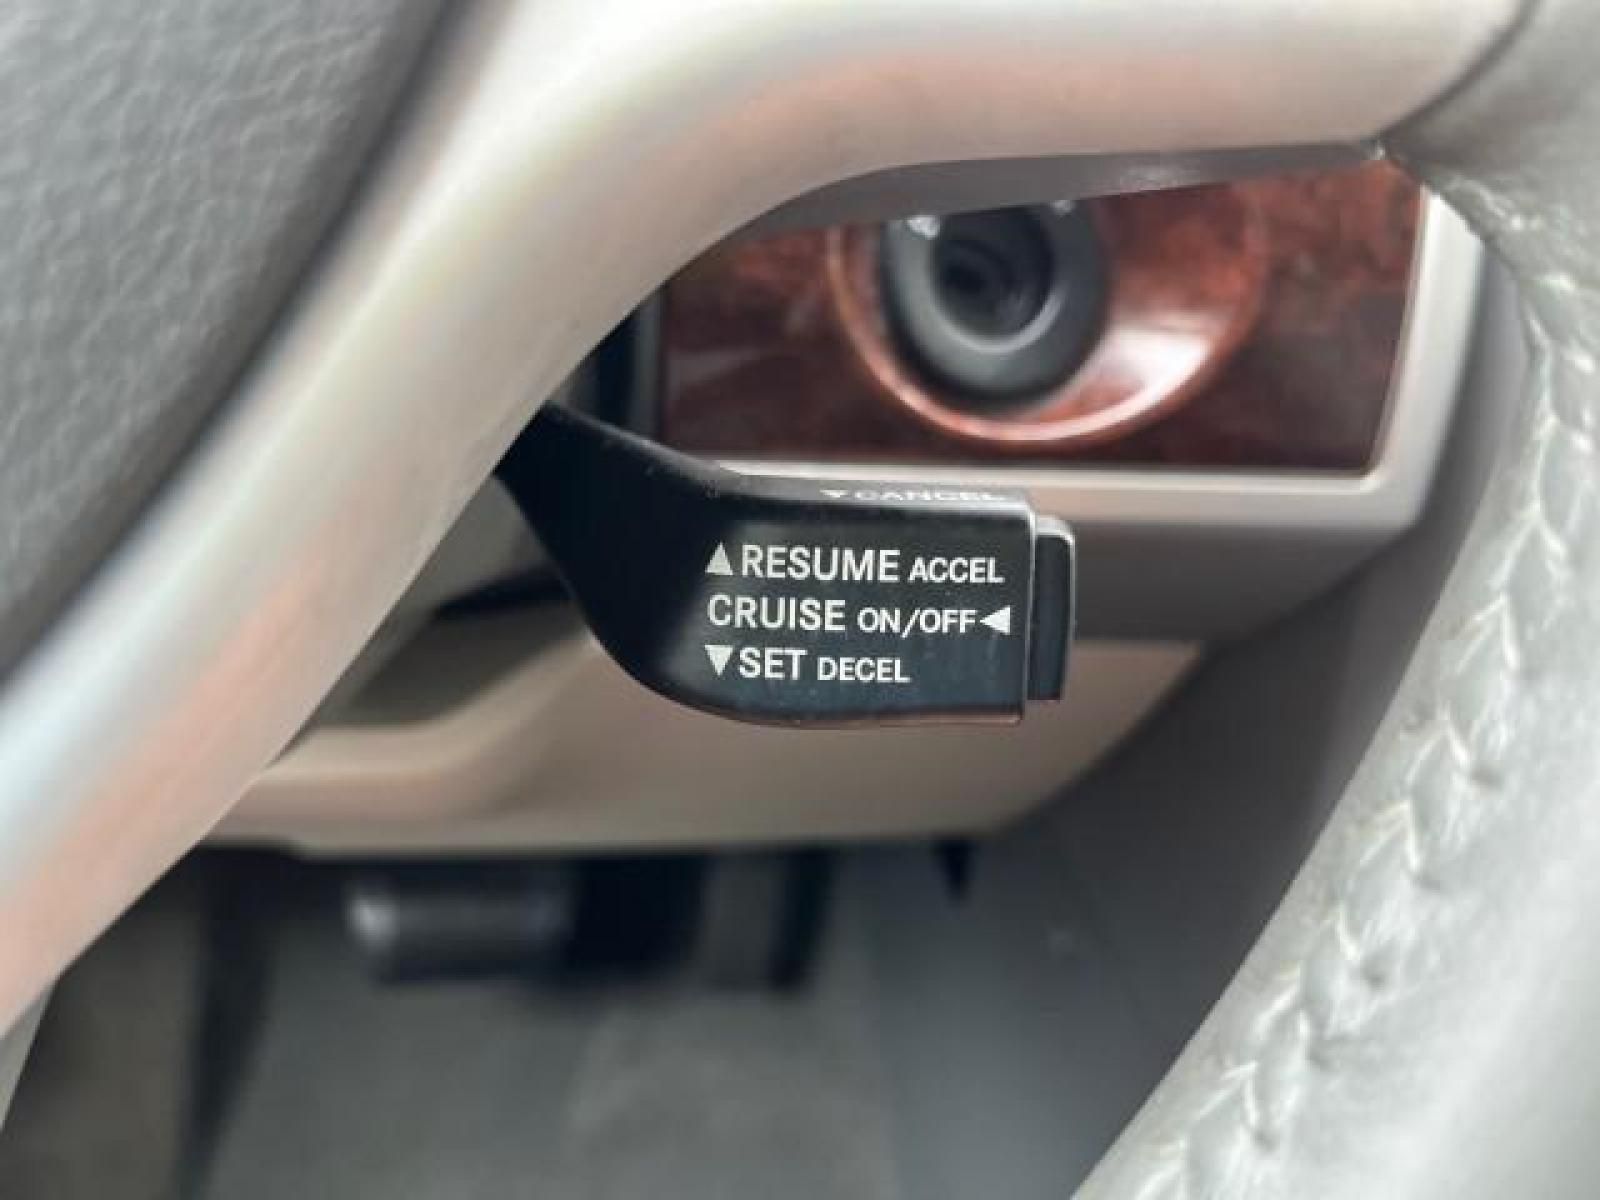 ▼CANCEL
▲RESUME ACCEL
CRUISE ON/OFF◀
▼SET DECEL